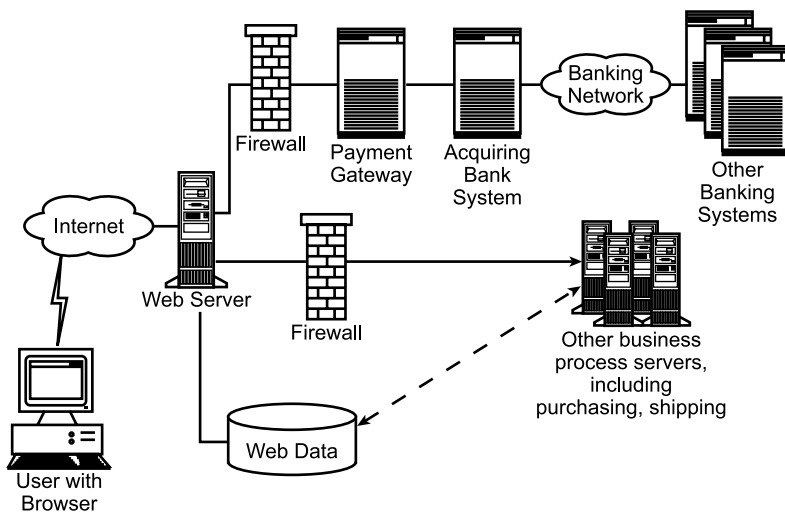 Firewall
Payment
Gateway
Acquiring
Bank
System
Banking
Network
Other
Banking
Systems
Internet
Web Server
Firewall
Other business
process servers,
including
purchasing, shipping
Web Data
User with
Browser